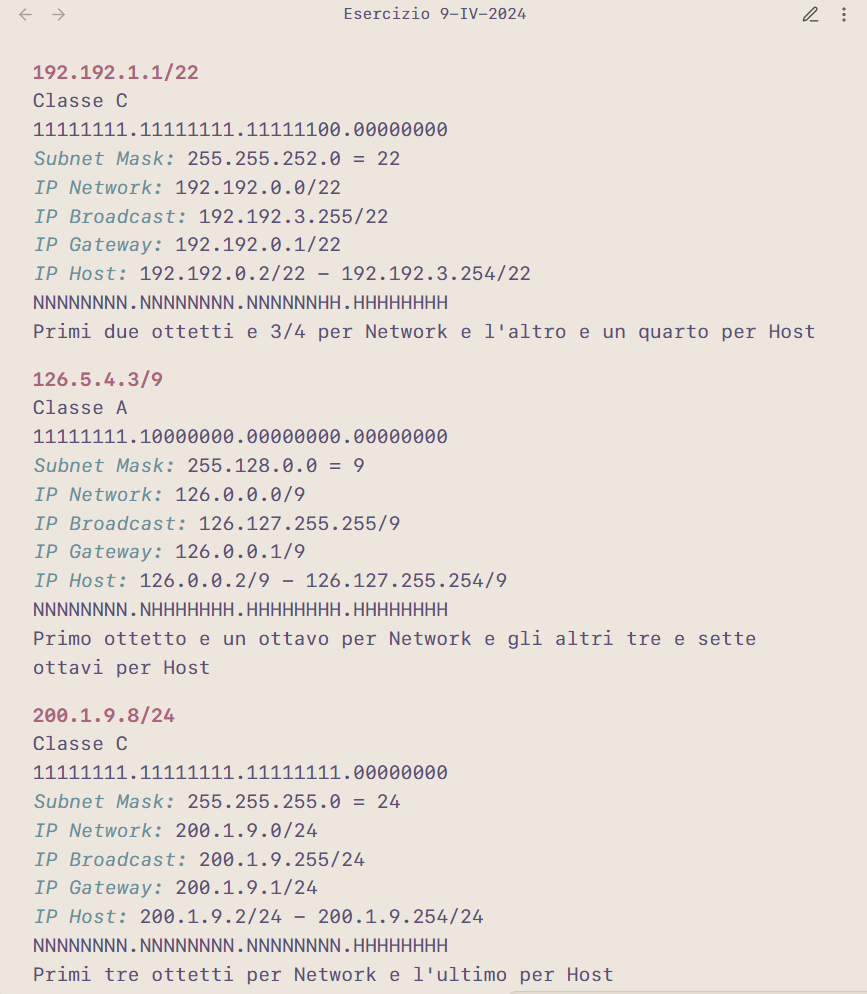 Esercizio 9-IV-2024
192.192.1.1/22
Classe C
11111111.11111111.11111100.00000000
Subnet Mask: 255.255.252.0 = 22
IP Network: 192.192.0.0/22
IP Broadcast: 192.192.3.255/22
IP Gateway: 192.192.0.1/22
IP Host: 192.192.0.2/22 - 192.192.3.254/22
NNNNNNNN.NNNNNNNN.NNNNNNHH.HHHHHHHH
Primi due ottetti e 3/4 per Network e l'altro e un quarto per Host
126.5.4.3/9
Classe A
11111111.10000000.00000000.00000000
Subnet Mask: 255.128.0.0 = 9
IP Network: 126.0.0.0/9
IP Broadcast: 126.127.255.255/9
IP Gateway: 126.0.0.1/9
IP Host: 126.0.0.2/9 - 126.127.255.254/9
NNNNNNNN.NHHHHHHH.HHHHHHHH.HHHHHHHH
Primo ottetto e un ottavo per Network e gli altri tre e sette
ottavi per Host
200.1.9.8/24
Classe C
11111111.11111111.11111111.00000000
Subnet Mask: 255.255.255.0 = 24
IP Network: 200.1.9.0/24
IP Broadcast: 200.1.9.255/24
IP Gateway: 200.1.9.1/24
IP Host: 200.1.9.2/24 - 200.1.9.254/24
NNNNNNNN.NNNNNNNN.NNNNNNNN.HHHHHHHH
Primi tre ottetti per Network e l'ultimo per Host